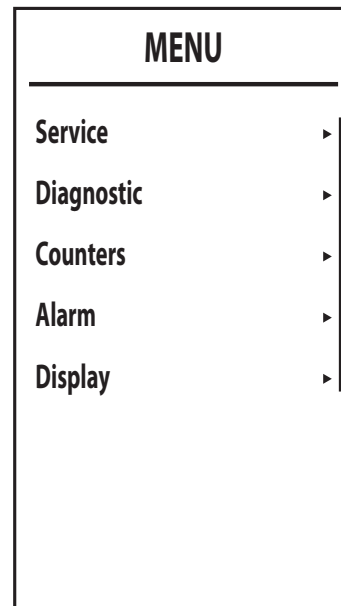 MENU
Service
Diagnostic
Counters
Alarm
Display